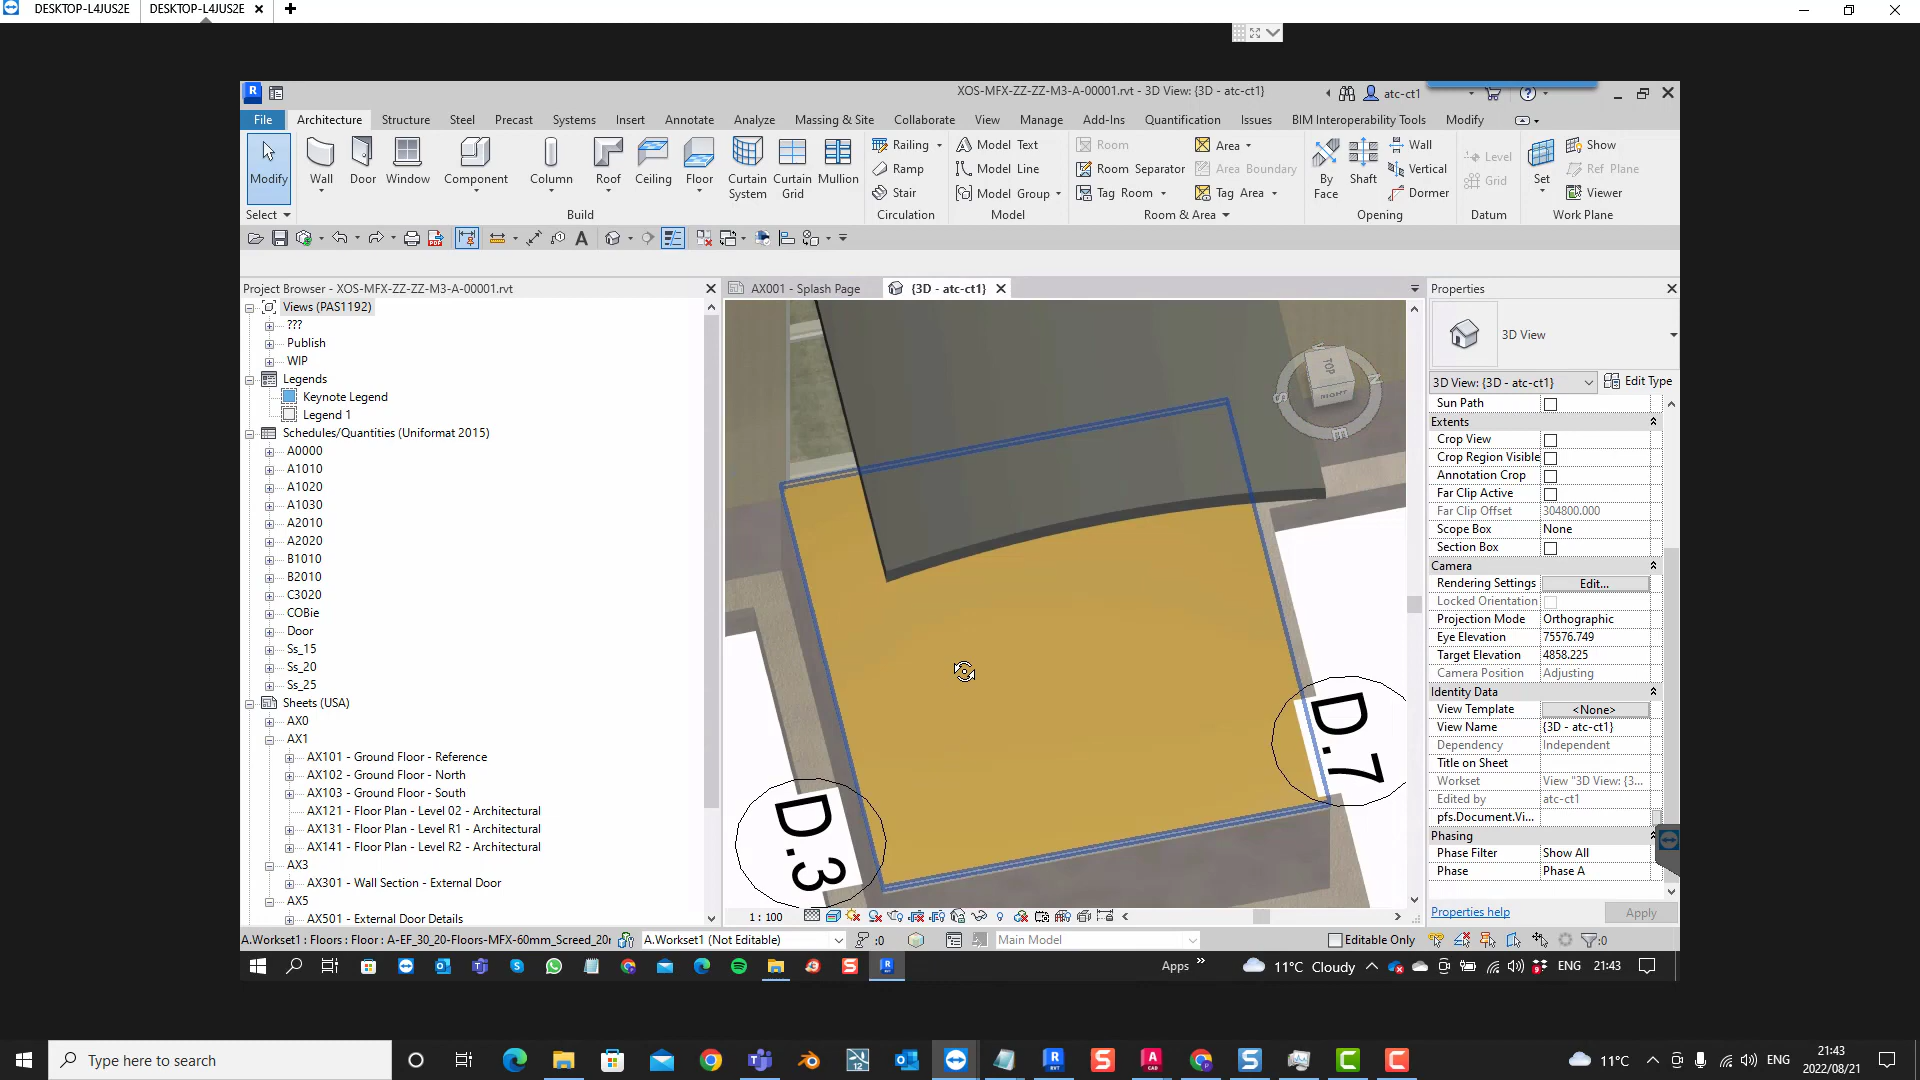 DESKTOP-L4JUS2E DESKTOP-L4JUS2E
XOS-MFX-ZZ-ZZ-M3-A-00001.rvt - 3D View: {3D - atc-ct1} atc-ct1
File Architecture Structure Steel Precast Systems Insert Annotate Analyze Massing & Site Collaborate View Manage Add-Ins Quantification Issues BIM Interoperability Tools Modify
Modify Wall Door Window Component Column Roof Ceiling Floor Curtain System Curtain Grid Mullion
Railing Ramp Stair
Model Text Model Line Model Group
Room Room Separator Tag Room
Area Area Boundary Tag Area
By Face Shaft Wall Vertical Dormer
Level Grid
Set Show Ref Plane Viewer
Select Build Circulation Model Room & Area Opening Datum Work Plane
Project Browser - XOS-MFX-ZZ-ZZ-M3-A-00001.rvt
Views (PAS1192)
???
Publish
WIP
Legends
Keynote Legend
Legend 1
Schedules/Quantities (Uniformat 2015)
A0000
A1010
A1020
A1030
A2010
A2020
B1010
B2010
C3020
COBie
Door
Ss_15
Ss_20
Ss_25
Sheets (USA)
AX0
AX1
AX101 - Ground Floor - Reference
AX102 - Ground Floor - North
AX103 - Ground Floor - South
AX121 - Floor Plan - Level 02 - Architectural
AX131 - Floor Plan - Level R1 - Architectural
AX141 - Floor Plan - Level R2 - Architectural
AX3
AX301 - Wall Section - External Door
AX5
AX501 - External Door Details
AX001 - Splash Page {3D - atc-ct1}
TOP
RIGHT
N
S
E
D.7
D.3
1 : 100
Properties
3D View
3D View: {3D - atc-ct1} Edit Type
Sun Path
Extents
Crop View
Crop Region Visible
Annotation Crop
Far Clip Active
Far Clip Offset 304800.000
Scope Box None
Section Box
Camera
Rendering Settings Edit...
Locked Orientation
Projection Mode Orthographic
Eye Elevation 75576.749
Target Elevation 4858.225
Camera Position Adjusting
Identity Data
View Template <None>
View Name {3D - atc-ct1}
Dependency Independent
Title on Sheet
Workset View "3D View: {3...
Edited by atc-ct1
pfs.Document.Vi...
Phasing
Phase Filter Show All
Phase Phase A
Properties help Apply
A.Workset1 : Floors : Floor : A-EF_30_20-Floors-MFX-60mm_Screed_20r A.Workset1 (Not Editable) :0 Main Model Editable Only :0
Apps 11°C Cloudy ENG 21:43
Type here to search 11°C ENG 21:43
2022/08/21